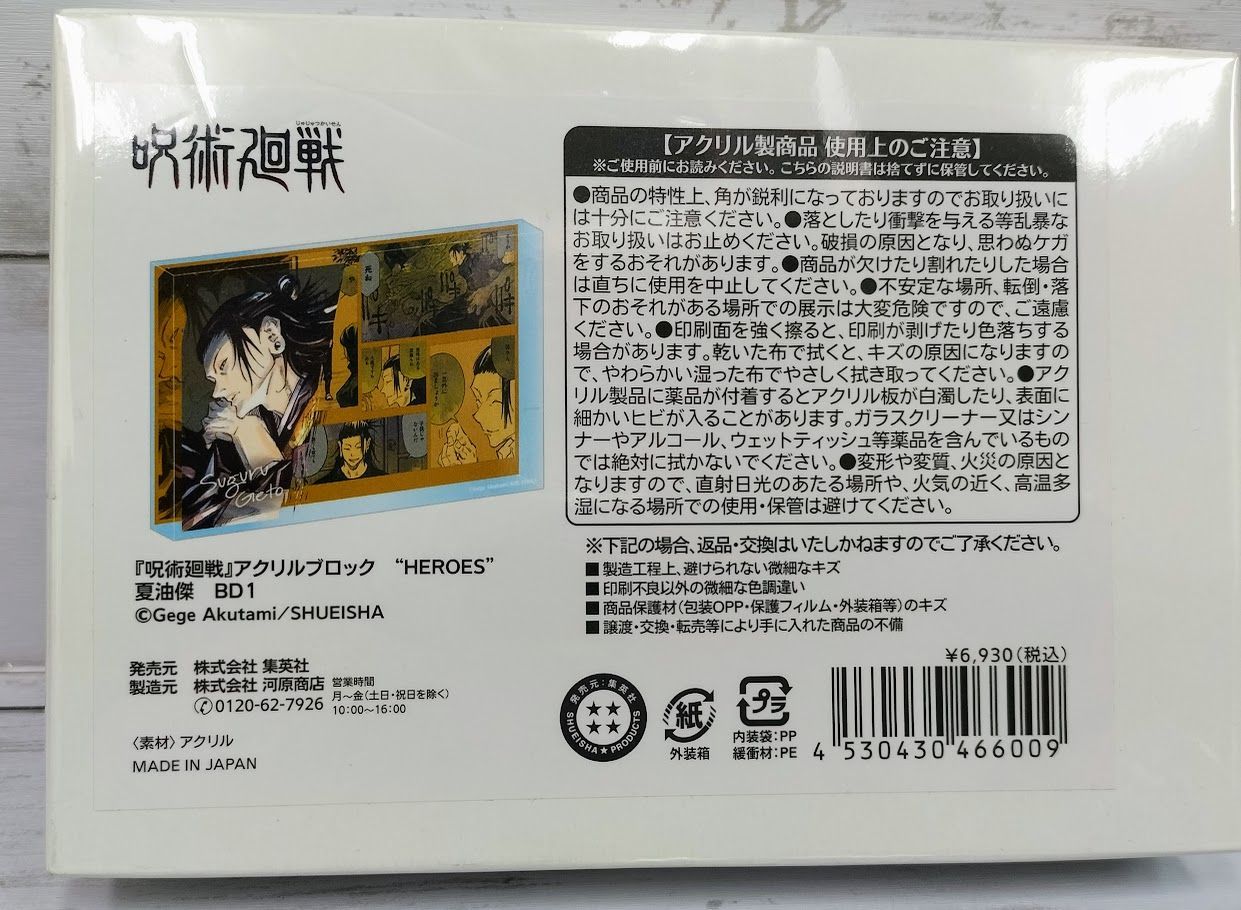 じゅじゅつかいせん
呪術廻戦
Suguru
Geto
『呪術廻戦』アクリルブロック “HEROES”
夏油傑 BD1
©Gege Akutami/SHUEISHA
発売元 株式会社 集英社
製造元 株式会社 河原商店
✆0120-62-7926
営業時間
月～金(土日・祝日を除く)
10:00～16:00
〈素材〉アクリル
MADE IN JAPAN
【アクリル製商品 使用上のご注意】
※ご使用前にお読みください。こちらの説明書は捨てずに保管してください。
●商品の特性上、角が鋭利になっておりますのでお取り扱いに
は十分にご注意ください。●落としたり衝撃を与える等乱暴な
お取り扱いはお止めください。破損の原因となり、思わぬケガ
をするおそれがあります。●商品が欠けたり割れたりした場合
は直ちに使用を中止してください。●不安定な場所、転倒・落
下のおそれがある場所での展示は大変危険ですので、ご遠慮
ください。●印刷面を強く擦ると、印刷が剥げたり色落ちする
場合があります。乾いた布で拭くと、キズの原因になりますの
で、やわらかい湿った布でやさしく拭き取ってください。●アク
リル製品に薬品が付着するとアクリル板が白濁したり、表面に
細かいヒビが入ることがあります。ガラスクリーナー又はシン
ナーやアルコール、ウェットティッシュ等薬品を含んでいるもの
では絶対に拭かないでください。●変形や変質、火災の原因と
なりますので、直射日光のあたる場所や、火気の近く、高温多
湿になる場所での使用・保管は避けてください。
※下記の場合、返品・交換はいたしかねますのでご了承ください。
■製造工程上、避けられない微細なキズ
■印刷不良以外の微細な色調違い
■商品保護材(包装OPP・保護フィルム・外装箱等)のキズ
■譲渡・交換・転売等により手に入れた商品の不備
¥6,930(税込)
発売元:集英社
SHUEISHA★PRODUCTS
紙
外装箱
プラ
内装袋:PP
緩衝材:PE
4 530430 466009